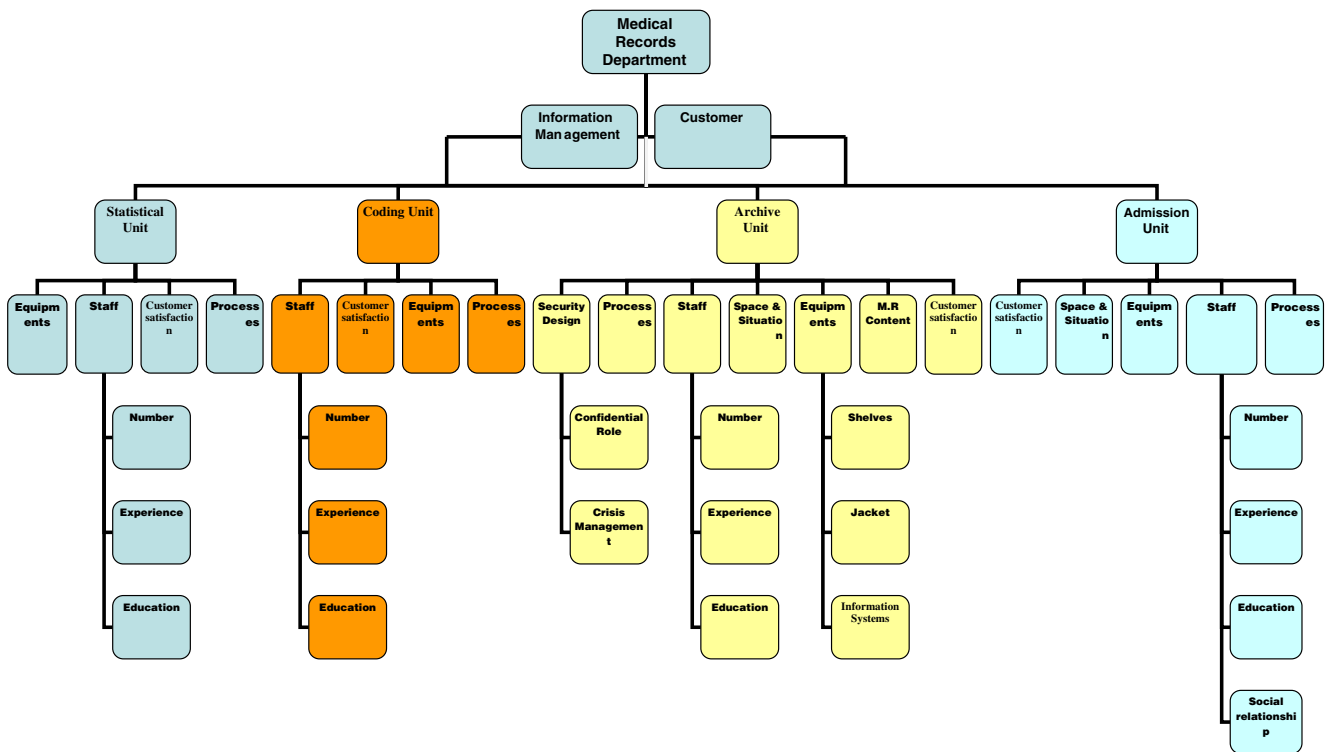 Medical
Records
Department
Information
Man agement
Customer
Statistical
Unit
Coding Unit
Archive
Unit
Admission
Unit
Equipm
ents
Staff
Customer
satisfactio
n
Process
es
Staff
Customer
satisfactio
n
Equipm
ents
Process
es
Security
Design
Process
es
Staff
Space &
Situatio
n
Equipm
ents
M.R
Content
Customer
satisfactio
n
Customer
satisfactio
n
Space &
Situatio
n
Equipm
ents
Staff
Process
es
Number
Number
Confidential
Role
Number
Shelves
Number
Experience
Experience
Crisis
Managemen
t
Experience
Jacket
Experience
Education
Education
Education
Information
Systems
Education
Social
relationshi
p